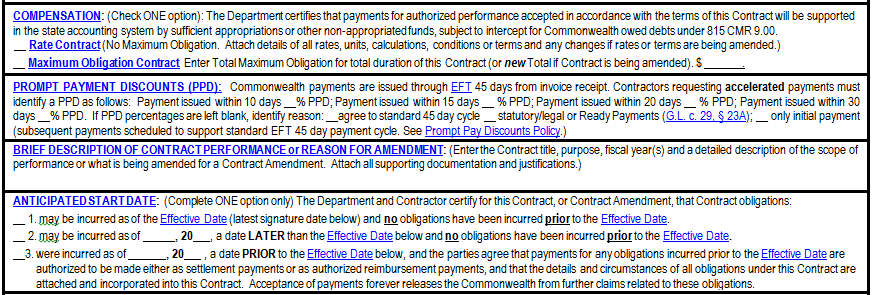 COMPENSATION: (Check ONE option): The Department certifies that payments for authorized performance accepted in accordance with the terms of this Contract will be supported
in the state accounting system by sufficient appropriations or other non-appropriated funds, subject to intercept for Commonwealth owed debts under 815 CMR 9.00.
__ Rate Contract (No Maximum Obligation. Attach details of all rates, units, calculations, conditions or terms and any changes if rates or terms are being amended.)
__ Maximum Obligation Contract Enter Total Maximum Obligation for total duration of this Contract (or new Total if Contract is being amended). $ _______.
PROMPT PAYMENT DISCOUNTS (PPD): Commonwealth payments are issued through EFT 45 days from invoice receipt. Contractors requesting accelerated payments must
identify a PPD as follows: Payment issued within 10 days __% PPD; Payment issued within 15 days __ % PPD; Payment issued within 20 days __ % PPD; Payment issued within 30
days __% PPD. If PPD percentages are left blank, identify reason: __agree to standard 45 day cycle __ statutory/legal or Ready Payments (G.L. c. 29, § 23A); __ only initial payment
(subsequent payments scheduled to support standard EFT 45 day payment cycle. See Prompt Pay Discounts Policy.)
BRIEF DESCRIPTION OF CONTRACT PERFORMANCE or REASON FOR AMENDMENT: (Enter the Contract title, purpose, fiscal year(s) and a detailed description of the scope of
performance or what is being amended for a Contract Amendment. Attach all supporting documentation and justifications.)
ANTICIPATED START DATE: (Complete ONE option only) The Department and Contractor certify for this Contract, or Contract Amendment, that Contract obligations:
__ 1. may be incurred as of the Effective Date (latest signature date below) and no obligations have been incurred prior to the Effective Date.
__ 2. may be incurred as of _____, 20___, a date LATER than the Effective Date below and no obligations have been incurred prior to the Effective Date.
__3. were incurred as of ______, 20___ , a date PRIOR to the Effective Date below, and the parties agree that payments for any obligations incurred prior to the Effective Date are
authorized to be made either as settlement payments or as authorized reimbursement payments, and that the details and circumstances of all obligations under this Contract are
attached and incorporated into this Contract. Acceptance of payments forever releases the Commonwealth from further claims related to these obligations.